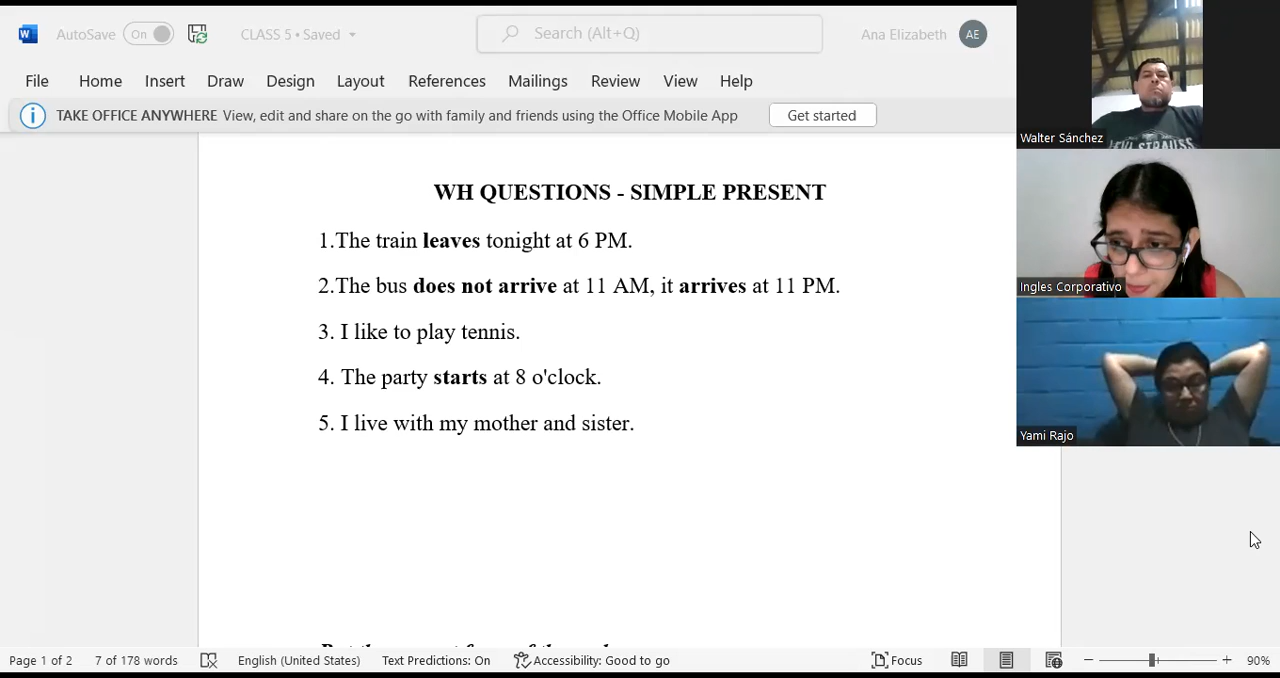 AutoSave On CLASS 5 • Saved Search (Alt+Q) Ana Elizabeth AE
File Home Insert Draw Design Layout References Mailings Review View Help
TAKE OFFICE ANYWHERE View, edit and share on the go with family and friends using the Office Mobile App Get started
WH QUESTIONS - SIMPLE PRESENT
1.The train leaves tonight at 6 PM.
2.The bus does not arrive at 11 AM, it arrives at 11 PM.
3. I like to play tennis.
4. The party starts at 8 o'clock.
5. I live with my mother and sister.
Page 1 of 2 7 of 178 words English (United States) Text Predictions: On Accessibility: Good to go Focus 90%
Walter Sánchez
LEVI STRAUSS
Ingles Corporativo
Yami Rajo